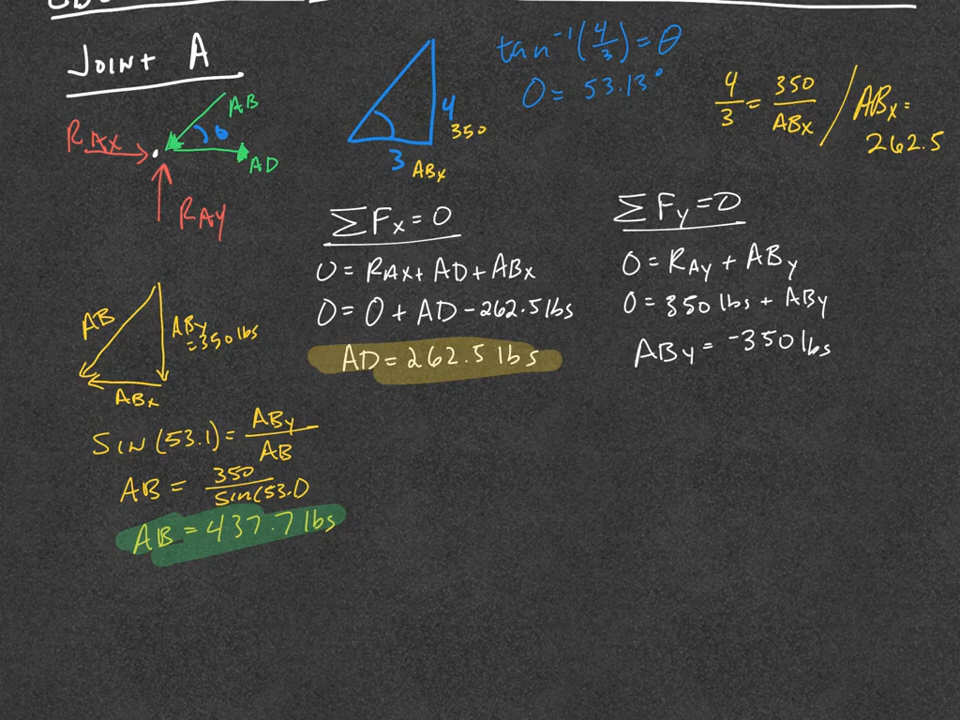 JOINT A
AB
θ
AD
RAX
RAY
4
350
3
ABx
tan⁻¹(4/3) = θ
θ = 53.13°
4/3 = 350/ABx / ABx = 262.5
ΣFx = 0
0 = RAX + AD + ABx
0 = 0 + AD - 262.5 lbs
AD = 262.5 lbs
ΣFy = 0
0 = RAY + ABy
0 = 350 lbs + ABy
ABy = -350 lbs
AB
ABy
= 350 lbs
ABx
SIN (53.1) = ABy/AB
AB = 350/sin(53.1)
AB = 437.7 lbs